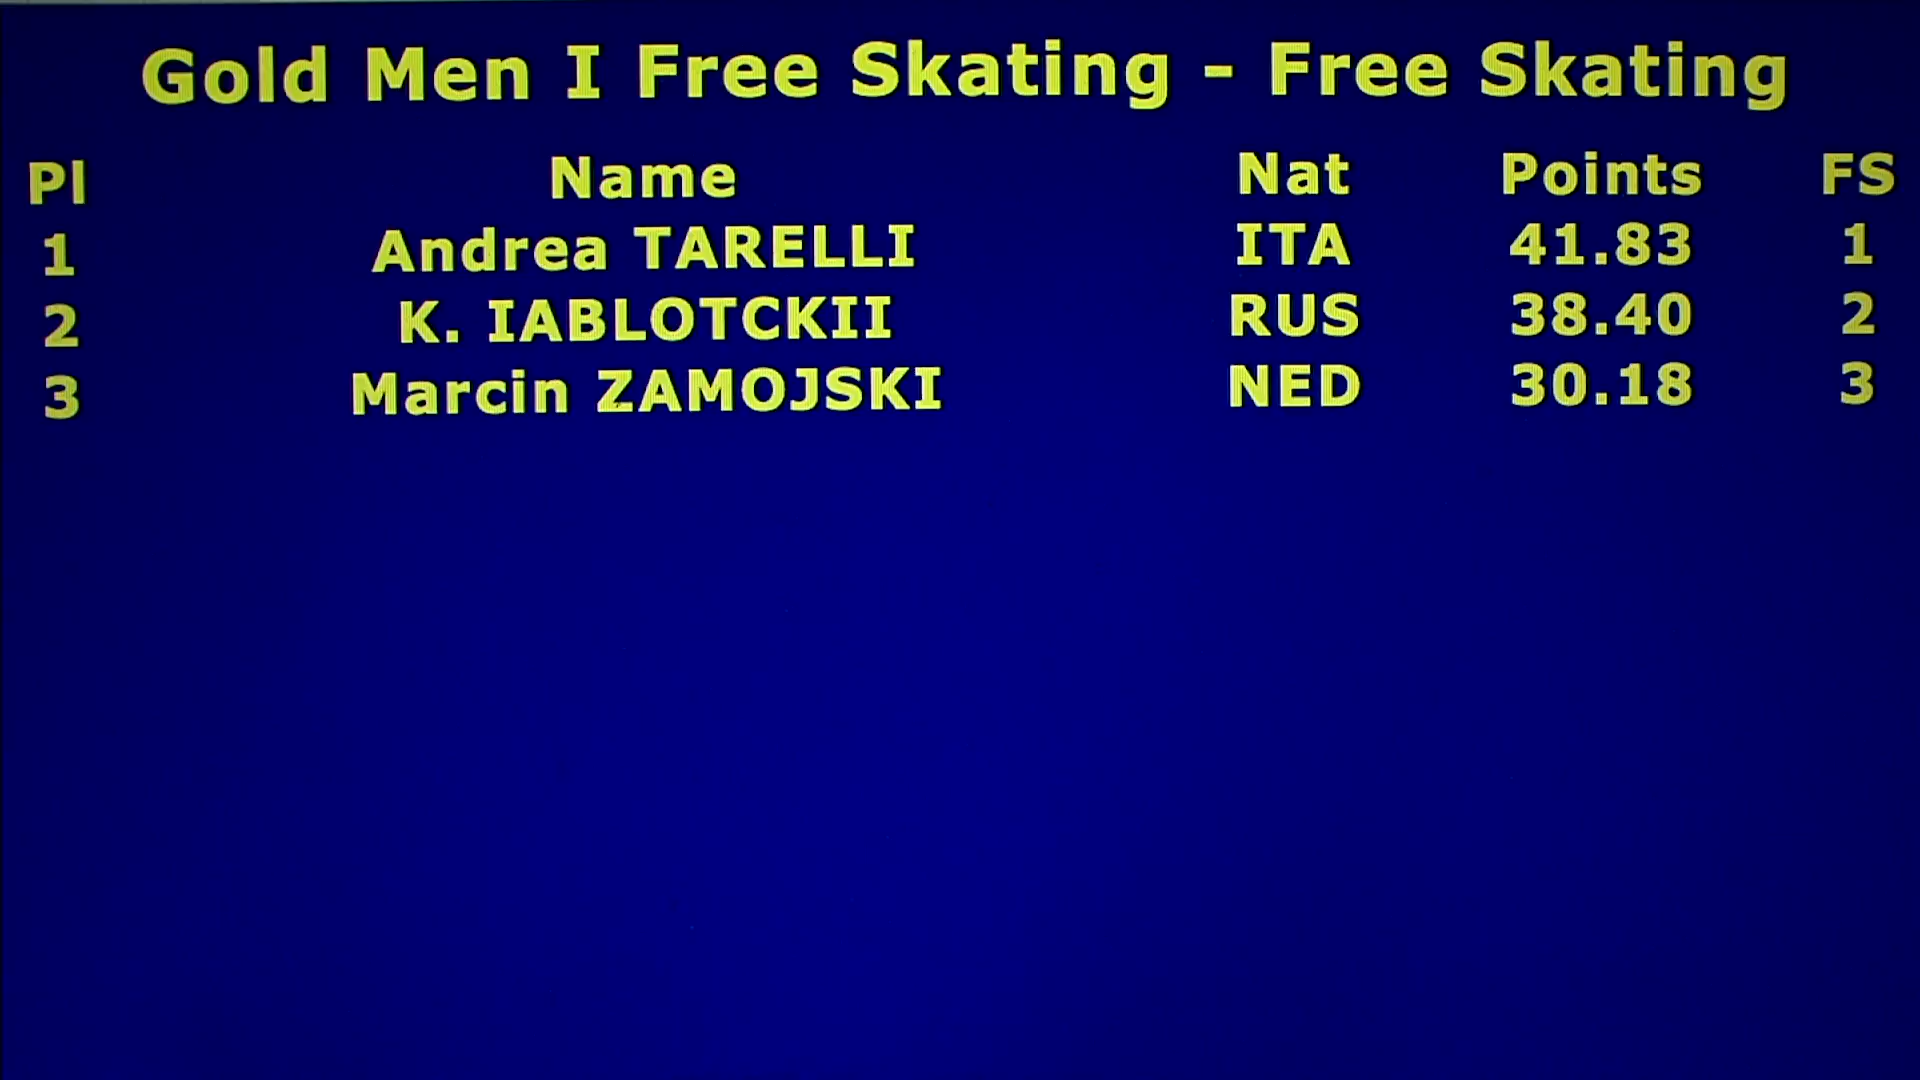 Gold Men I Free Skating - Free Skating
Pl Name Nat Points FS
1 Andrea TARELLI ITA 41.83 1
2 K. IABLOTCKII RUS 38.40 2
3 Marcin ZAMOJSKI NED 30.18 3